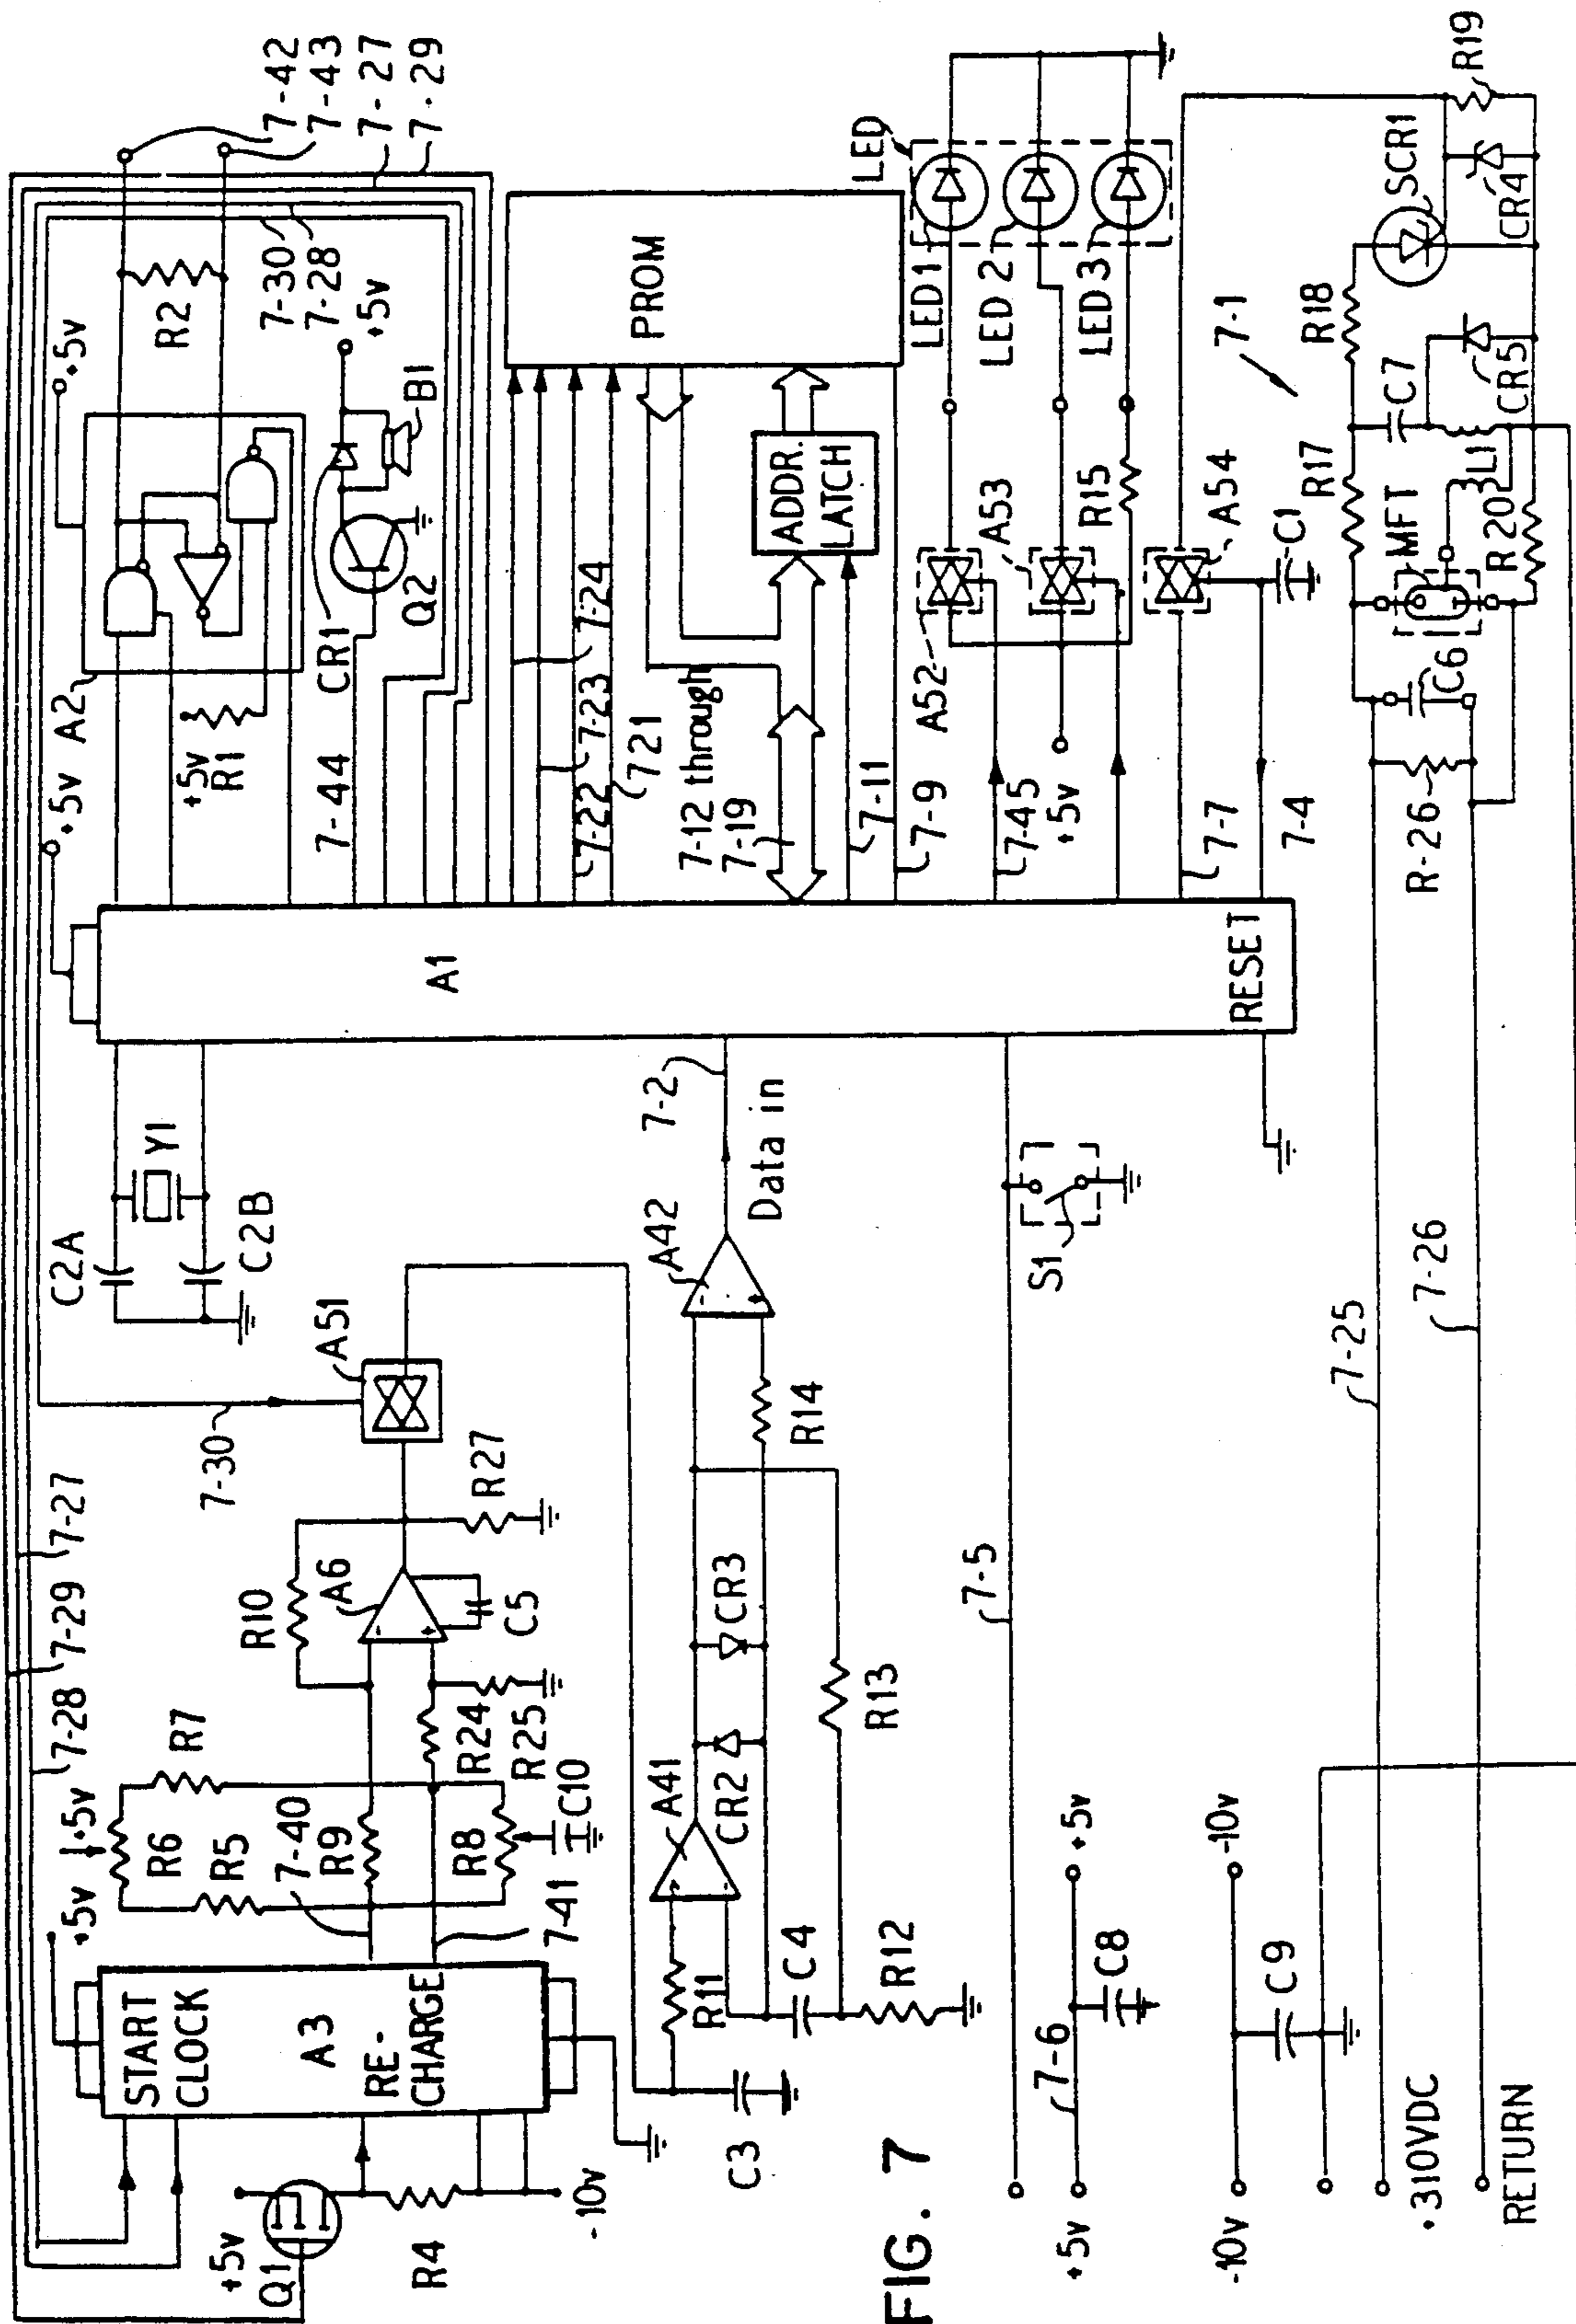 7-42
7-43
7-27
7-29
+5v
A2
+5v
R2
7-30
7-28
+5v
+5v
R1
CR1
Q2
B1
7-44
7-24
7-23
7-22
721
PROM
ADDR.
LATCH
7-12 through
7-19
7-11
7-9
A52
A53
7-45
+5v
R15
LED
LED1
LED 2
LED 3
A54
7-7
7-4
C1
7-1
R17
R18
SCR1
R19
C7
CR5
CR4
MFT
L1
R20
C6
R-26
A1
RESET
C2A
Y1
C2B
7-30
A51
R27
R10
A6
C5
7-27
7-29
7-28
+5v
+5v
R7
R6
R5
7-40
R9
R24
R25
R8
C10
7-41
START
CLOCK
A3
RE-
CHARGE
+5v
Q1
R4
-10v
7-2
Data in
A42
R14
CR3
CR2
A41
R13
R11
C4
R12
C3
S1
7-5
7-25
7-26
FIG. 7
7-6
+5v
+5v
C8
-10v
-10v
C9
+310VDC
RETURN